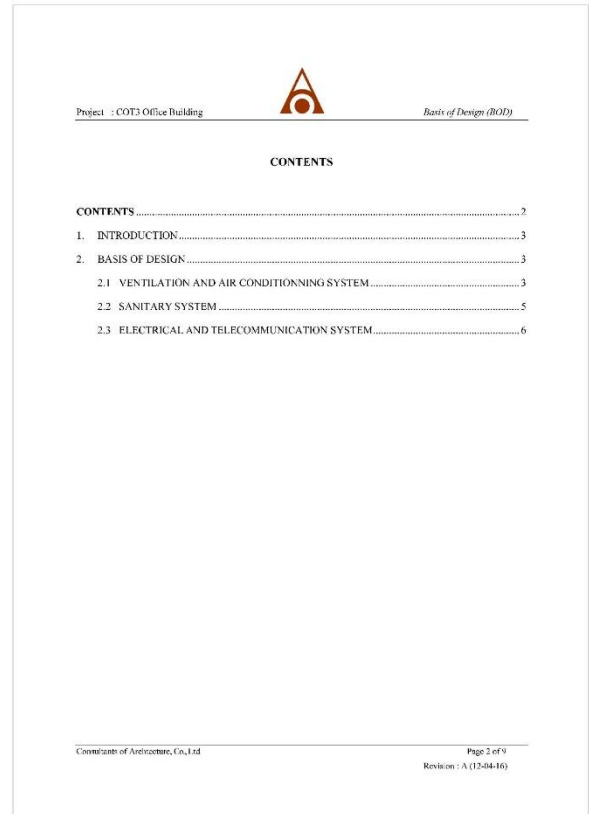 Project : COT3 Office Building
Basis of Design (BOD)
CONTENTS
CONTENTS 2
1. INTRODUCTION 3
2. BASIS OF DESIGN 3
2.1 VENTILATION AND AIR CONDITIONNING SYSTEM 3
2.2 SANITARY SYSTEM 5
2.3 ELECTRICAL AND TELECOMMUNICATION SYSTEM 6
Consultants of Architecture, Co,.Ltd
Page 2 of 9
Revision : A (12-04-16)